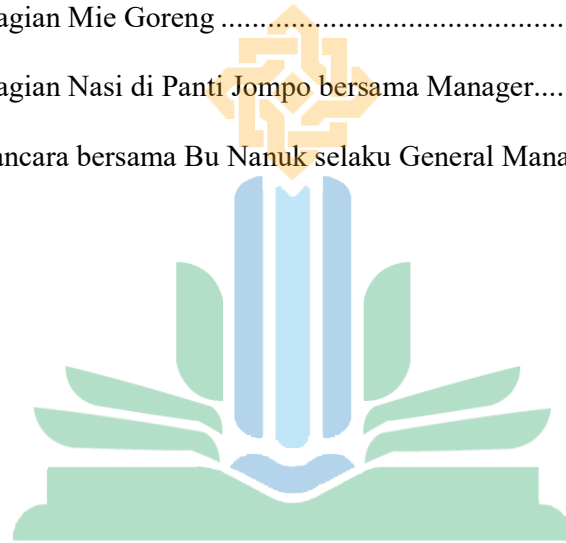 agian Mie Goreng ............................................
agian Nasi di Panti Jompo bersama Manager....
ancara bersama Bu Nanuk selaku General Mana